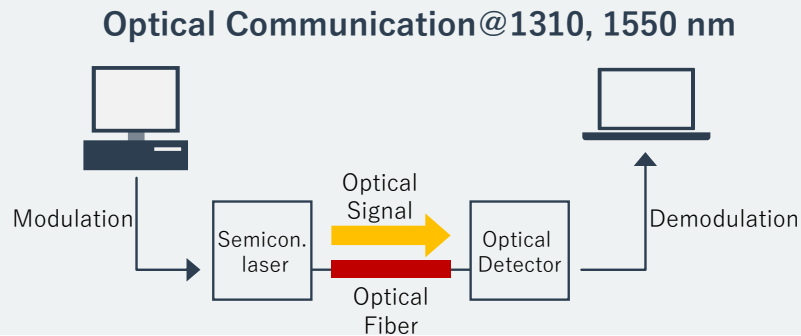 Optical Communication@1310, 1550 nm
Modulation
Semicon.
laser
Optical
Signal
Optical
Fiber
Optical
Detector
Demodulation